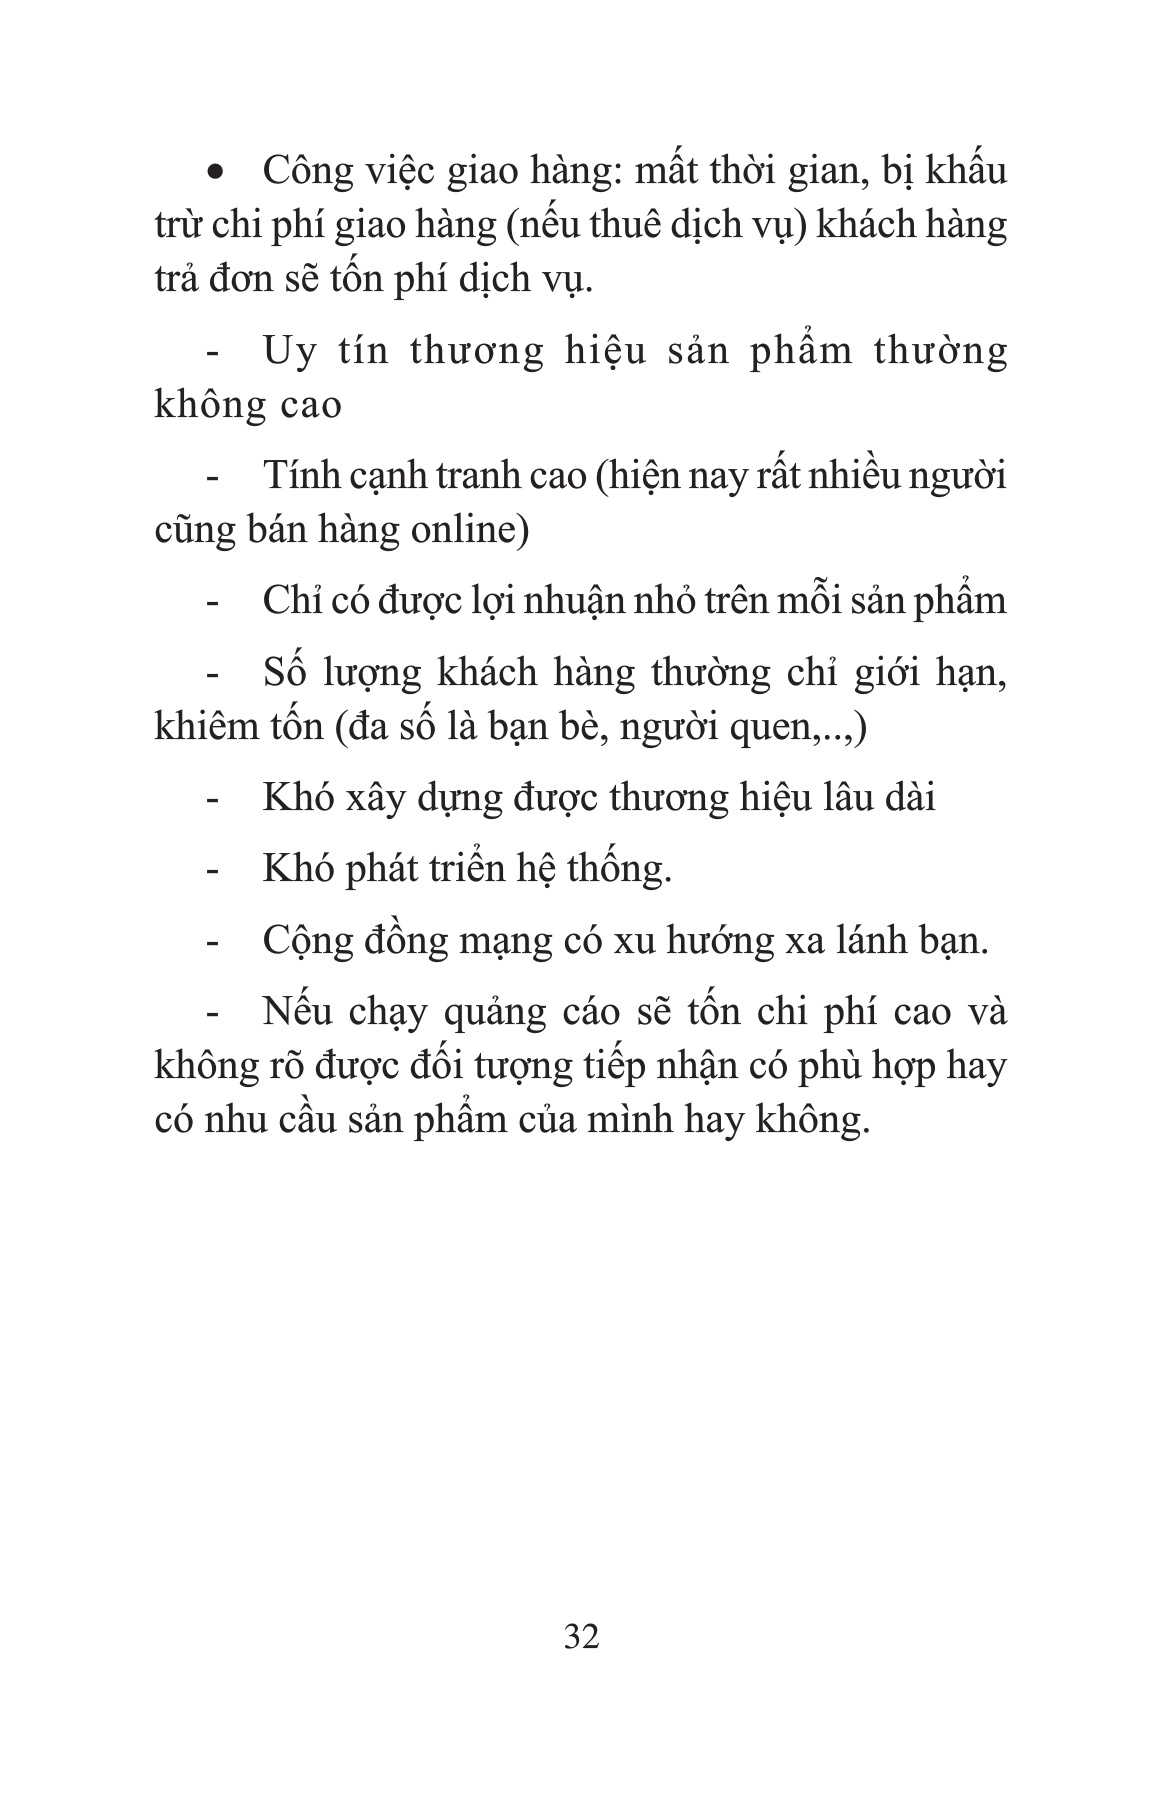 • Công việc giao hàng: mất thời gian, bị khấu
trừ chi phí giao hàng (nếu thuê dịch vụ) khách hàng
trả đơn sẽ tốn phí dịch vụ.
- Uy tín thương hiệu sản phẩm thường
không cao
- Tính cạnh tranh cao (hiện nay rất nhiều người
cũng bán hàng online)
- Chỉ có được lợi nhuận nhỏ trên mỗi sản phẩm
- Số lượng khách hàng thường chỉ giới hạn,
khiêm tốn (đa số là bạn bè, người quen,..,)
- Khó xây dựng được thương hiệu lâu dài
- Khó phát triển hệ thống.
- Cộng đồng mạng có xu hướng xa lánh bạn.
- Nếu chạy quảng cáo sẽ tốn chi phí cao và
không rõ được đối tượng tiếp nhận có phù hợp hay
có nhu cầu sản phẩm của mình hay không.
32